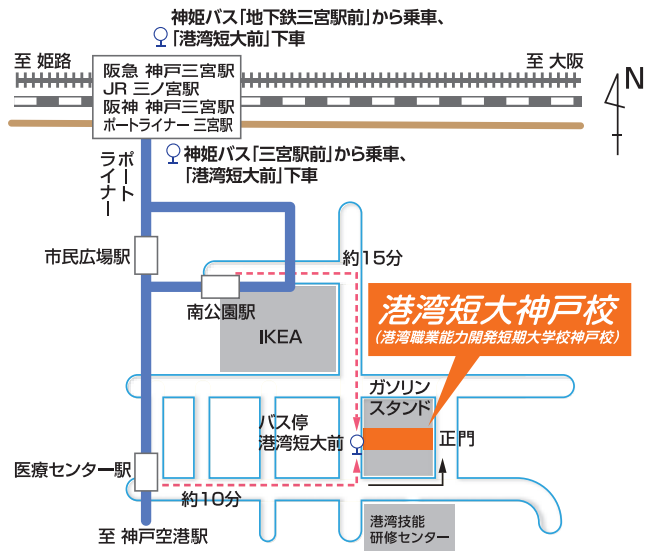 神姫バス「地下鉄三宮駅前」から乗車、
「港湾短大前」下車
至 姫路
至 大阪
阪急 神戸三宮駅
JR 三ノ宮駅
阪神 神戸三宮駅
ポートライナー 三宮駅
N
神姫バス「三宮駅前」から乗車、
「港湾短大前」下車
ポートライナー
市民広場駅
約15分
南公園駅
IKEA
港湾短大神戸校
(港湾職業能力開発短期大学校神戸校)
ガソリン
スタンド
バス停
港湾短大前
正門
医療センター駅
約10分
至 神戸空港駅
港湾技能
研修センター